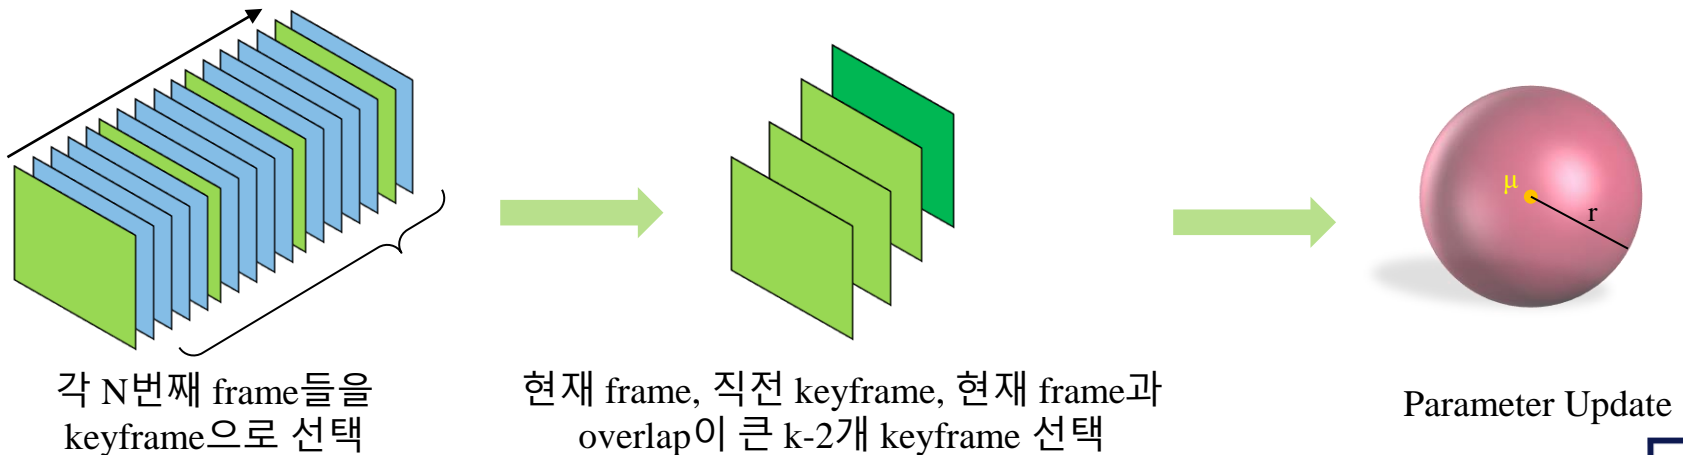 각 N번째 frame들을
keyframe으로 선택
현재 frame, 직전 keyframe, 현재 frame과
overlap이 큰 k-2개 keyframe 선택
μ
r
Parameter Update